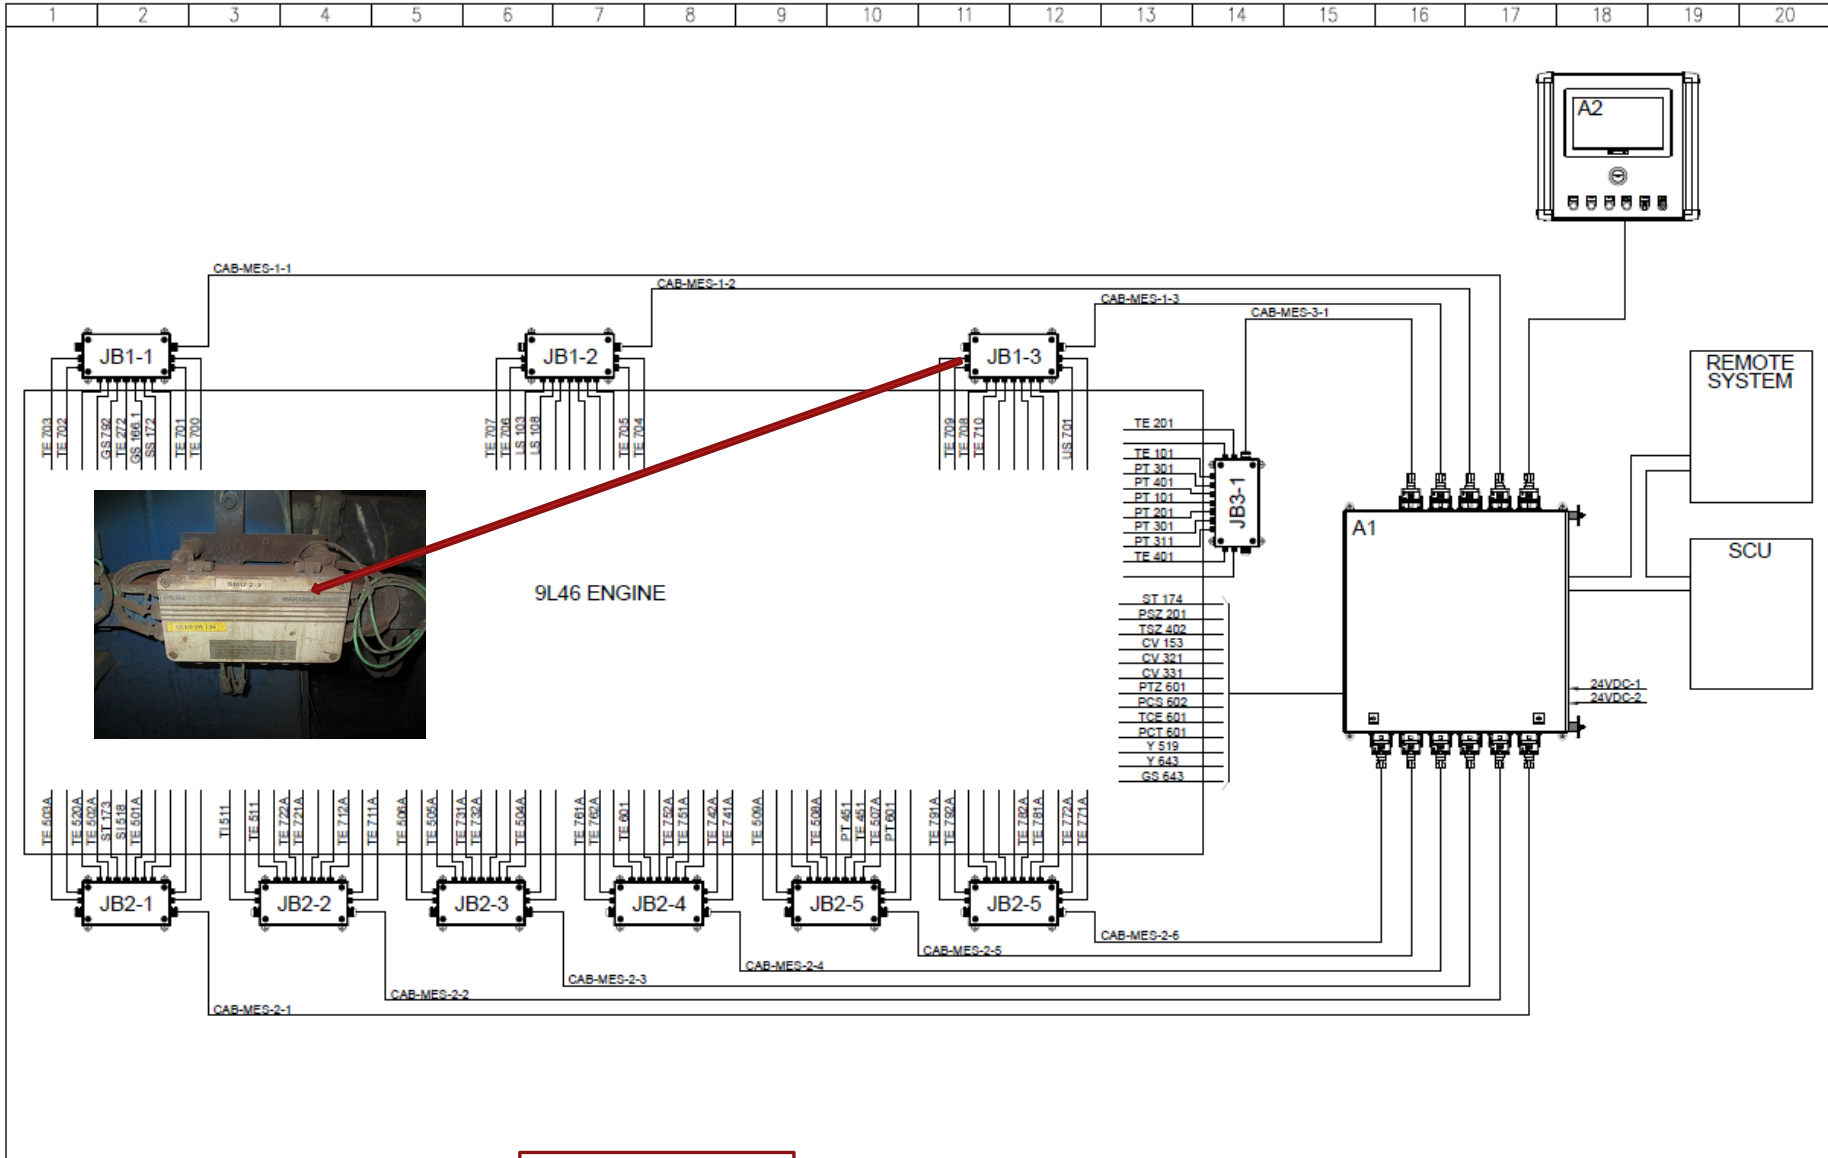 1 2 3 4 5 6 7 8 9 10 11 12 13 14 15 16 17 18 19 20
A2
CAB-MES-1-1
CAB-MES-1-2
CAB-MES-1-3
CAB-MES-3-1
JB1-1
JB1-2
JB1-3
REMOTE
SYSTEM
TE 703
TE 702
GS 792
TE 272
GS 166.1
SS 172
TE 701
TE 700
TE 707
TE 706
LS 103
LS 108
TE 705
TE 704
TE 709
TE 708
TE 710
US 701
TE 201
TE 101
PT 301
PT 401
PT 101
PT 201
PT 301
PT 311
TE 401
JB3-1
A1
SCU
SMU 2-3
9L46 ENGINE
ST 174
PSZ 201
TSZ 402
CV 153
CV 321
CV 331
PTZ 601
PCS 602
TCE 601
PCT 601
Y 519
Y 643
GS 643
24VDC-1
24VDC-2
TE 503A
TE 520A
TE 502A
ST 173
SI 518
TE 501A
TI 511
TE 511
TE 722A
TE 721A
TE 712A
TE 711A
TE 506A
TE 505A
TE 731A
TE 732A
TE 504A
TE 761A
TE 762A
TE 601
TE 752A
TE 751A
TE 742A
TE 741A
TE 509A
TE 508A
PT 451
TE 451
TE 507A
PT 601
TE 791A
TE 792A
TE 782A
TE 781A
TE 772A
TE 771A
JB2-1
JB2-2
JB2-3
JB2-4
JB2-5
JB2-5
CAB-MES-2-6
CAB-MES-2-5
CAB-MES-2-4
CAB-MES-2-3
CAB-MES-2-2
CAB-MES-2-1